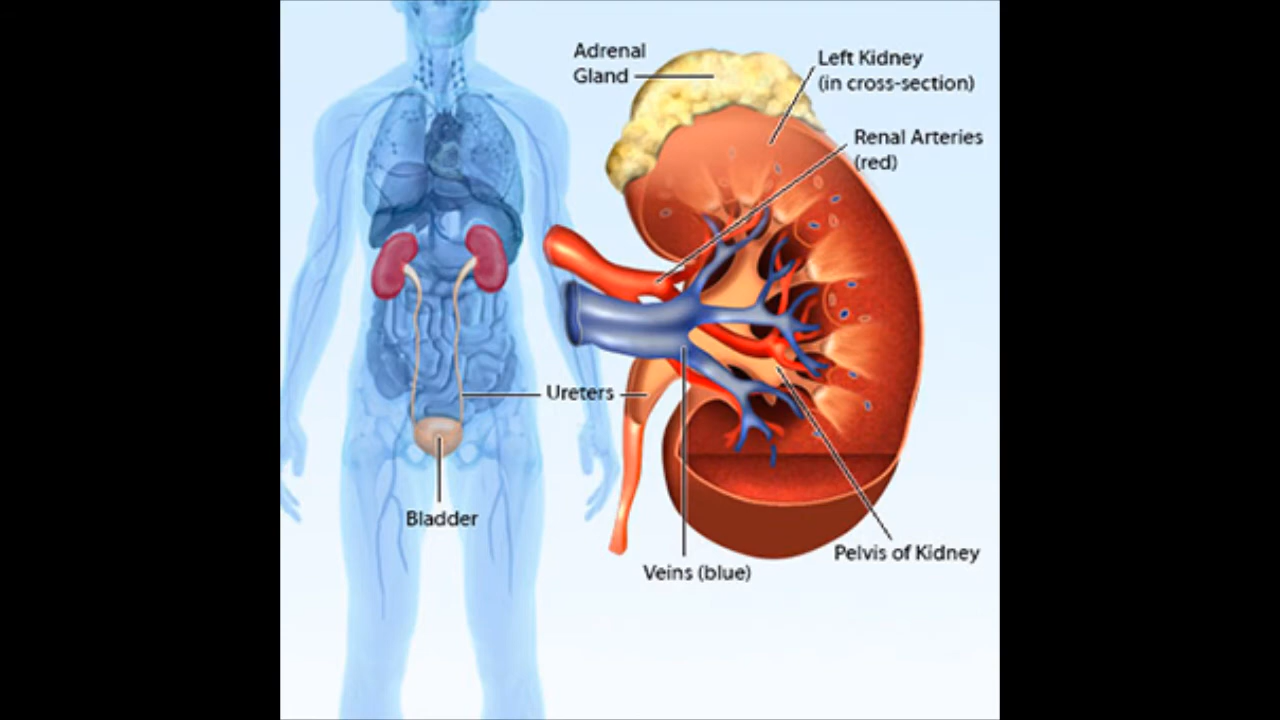 Adrenal
Gland
Left Kidney
(in cross-section)
Renal Arteries
(red)
Ureters
Bladder
Pelvis of Kidney
Veins (blue)